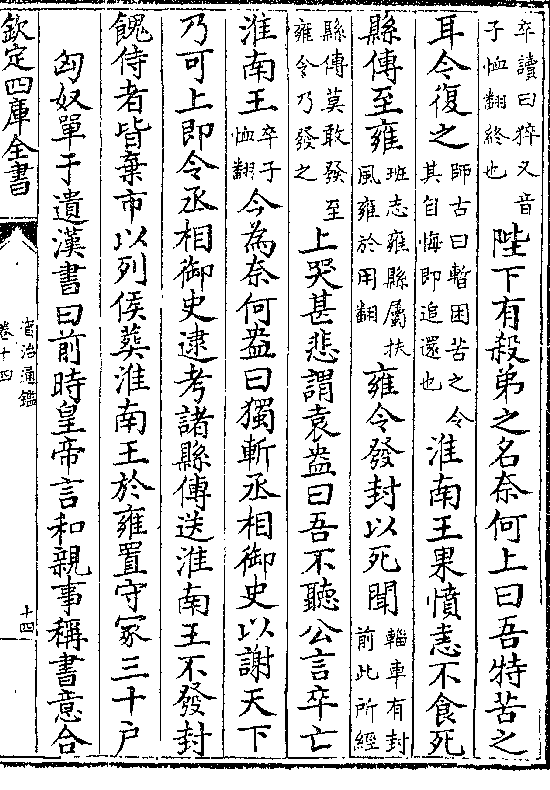 卒讀曰猝又音
子恤翻終也
陛下有殺弟之名奈何上曰吾特苦之
耳今復之
師古曰暫困苦之令
其自悔即追還也
淮南王果憤恚不食死
縣傳至雍
班志雍縣屬扶
風雍於用翻
雍令發封以死聞
輜車有封
前此所經
縣傳莫敢發至
雍令乃發之
上哭甚悲謂袁盎曰吾不聽公言卒亡
淮南王
卒子
恤翻
今為奈何盎曰獨斬丞相御史以謝天下
乃可上即令丞相御史逮考諸縣傳送淮南王不發封
餽侍者皆棄市以列侯葬淮南王於雍置守冢三十户
匈奴單于遺漢書曰前時皇帝言和親事稱書意合
欽定四庫全書
資治通鑑
卷十四
十四